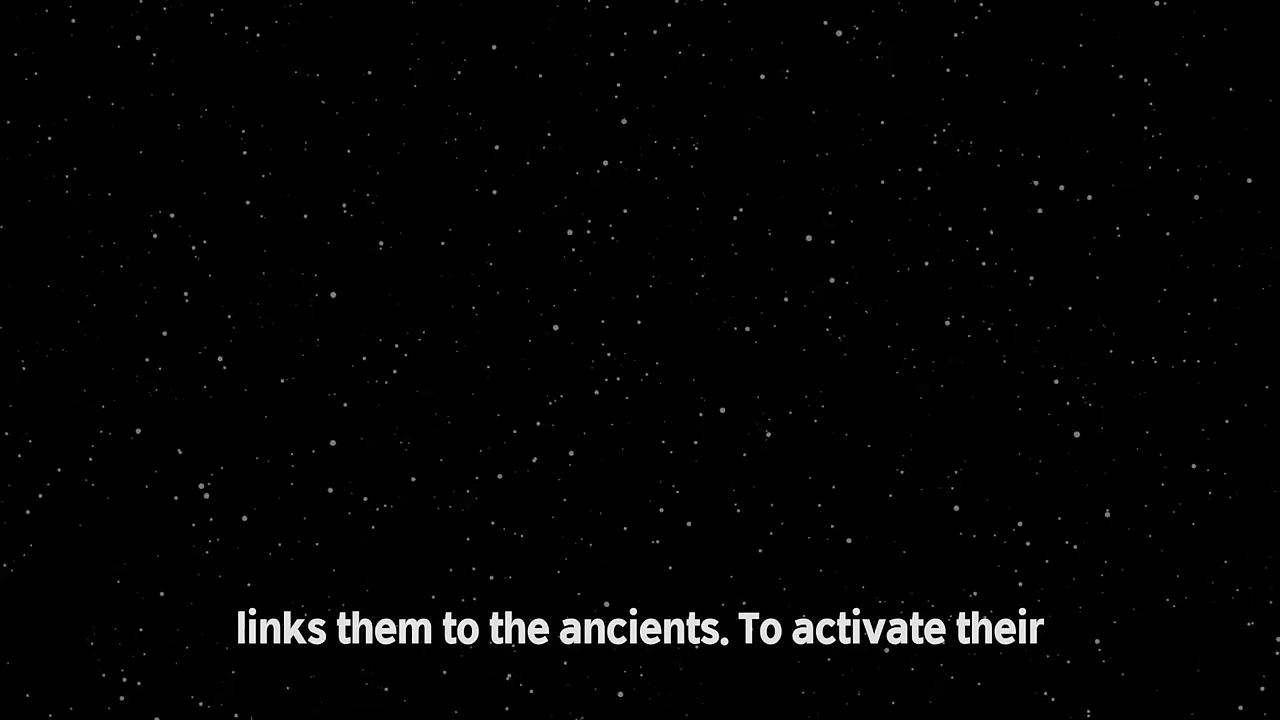 links them to the ancients. To activate their